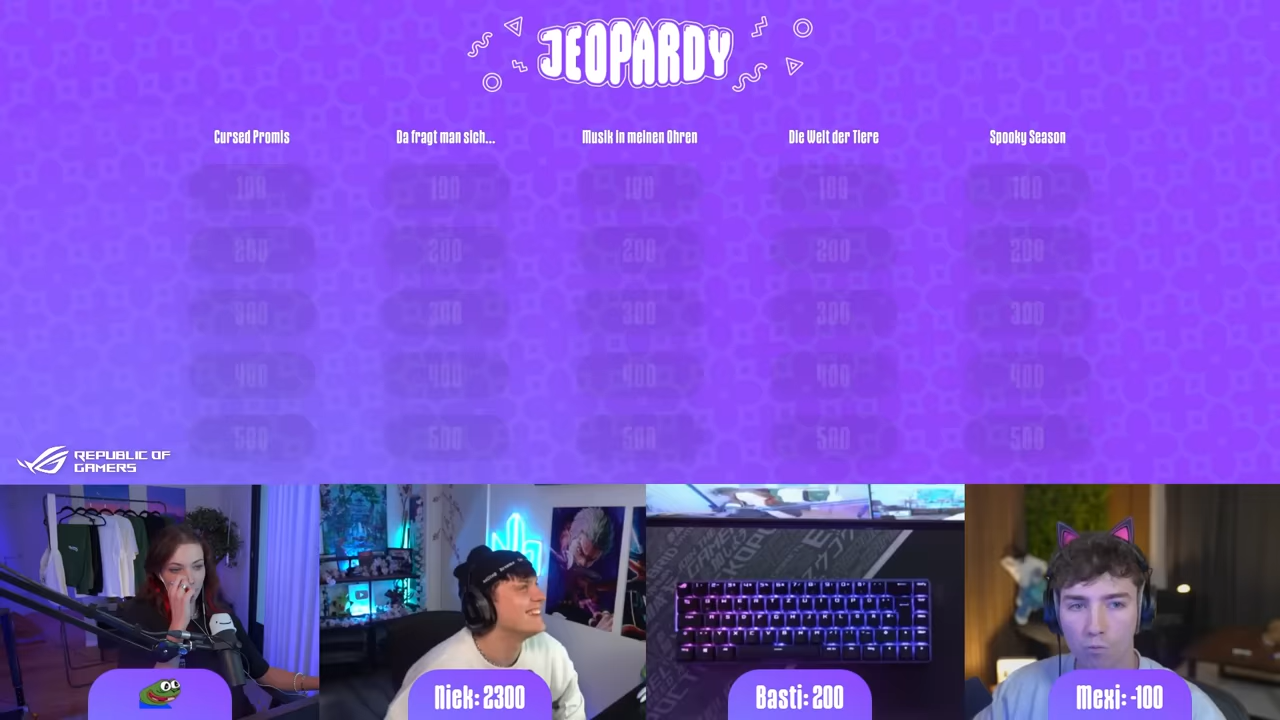 JEOPARDY
Cursed Promis
Da fragt man sich...
Musik in meinen Ohren
Die Welt der Tiere
Spooky Season
100 100 100 100 100
200 200 200 200 200
300 300 300 300 300
400 400 400 400 400
500 500 500 500 500
REPUBLIC OF
GAMERS
Niek: 2300
Basti: 200
Mexi: -100